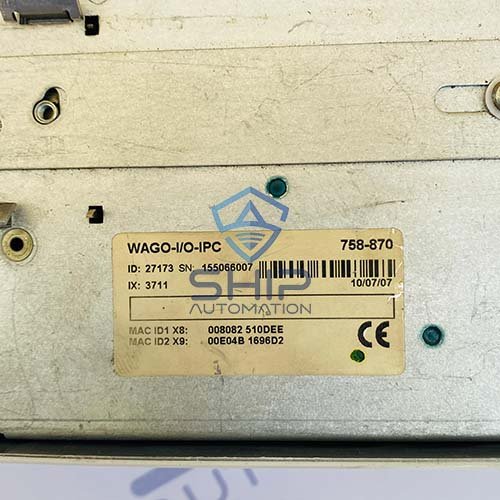 WAGO-I/O-IPC 758-870
ID: 27173 SN: 155066007
IX: 3711 10/07/07
SHIP
AUTOMATION
MAC ID1 X8: 008082 510DEE
MAC ID2 X9: 00E04B 1696D2
CE